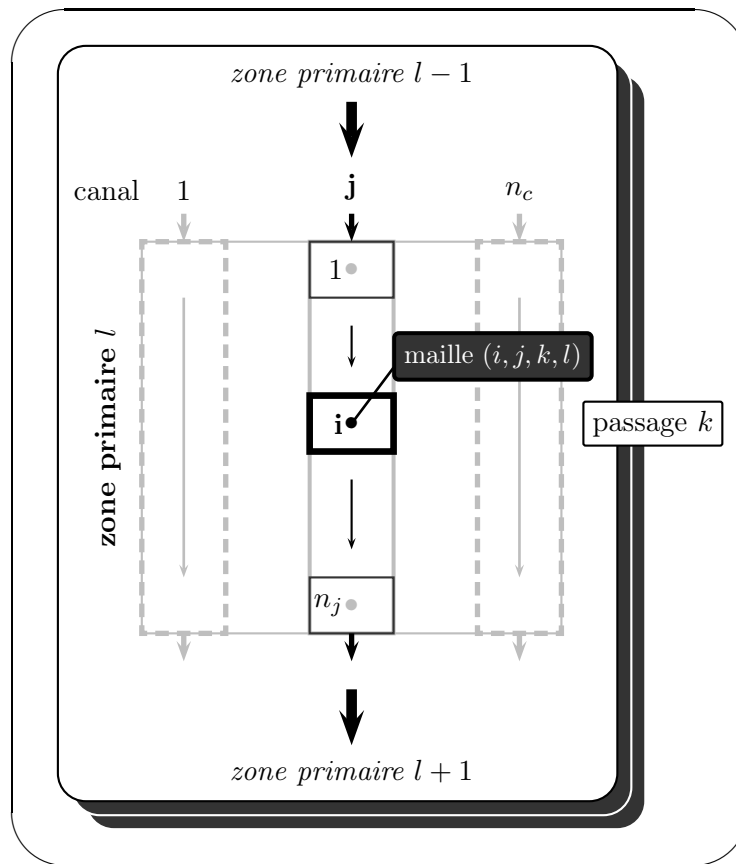 zone primaire l − 1
canal 1 j n_c
1
maille (i, j, k, l)
zone primaire l
i
passage k
n_j
zone primaire l + 1